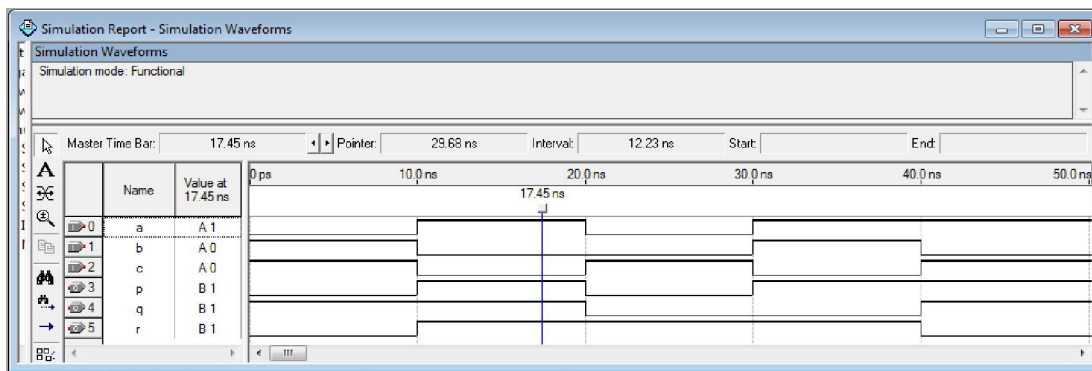 Simulation Report - Simulation Waveforms
Simulation Waveforms
Simulation mode: Functional
Master Time Bar: 17.45 ns Pointer: 29.68 ns Interval: 12.23 ns Start: End:
Name Value at 17.45 ns 0 ps 10.0 ns 20.0 ns 30.0 ns 40.0 ns 50.0 ns
17.45 ns
0 a A 1
1 b A 0
2 c A 0
3 p B 1
4 q B 1
5 r B 1